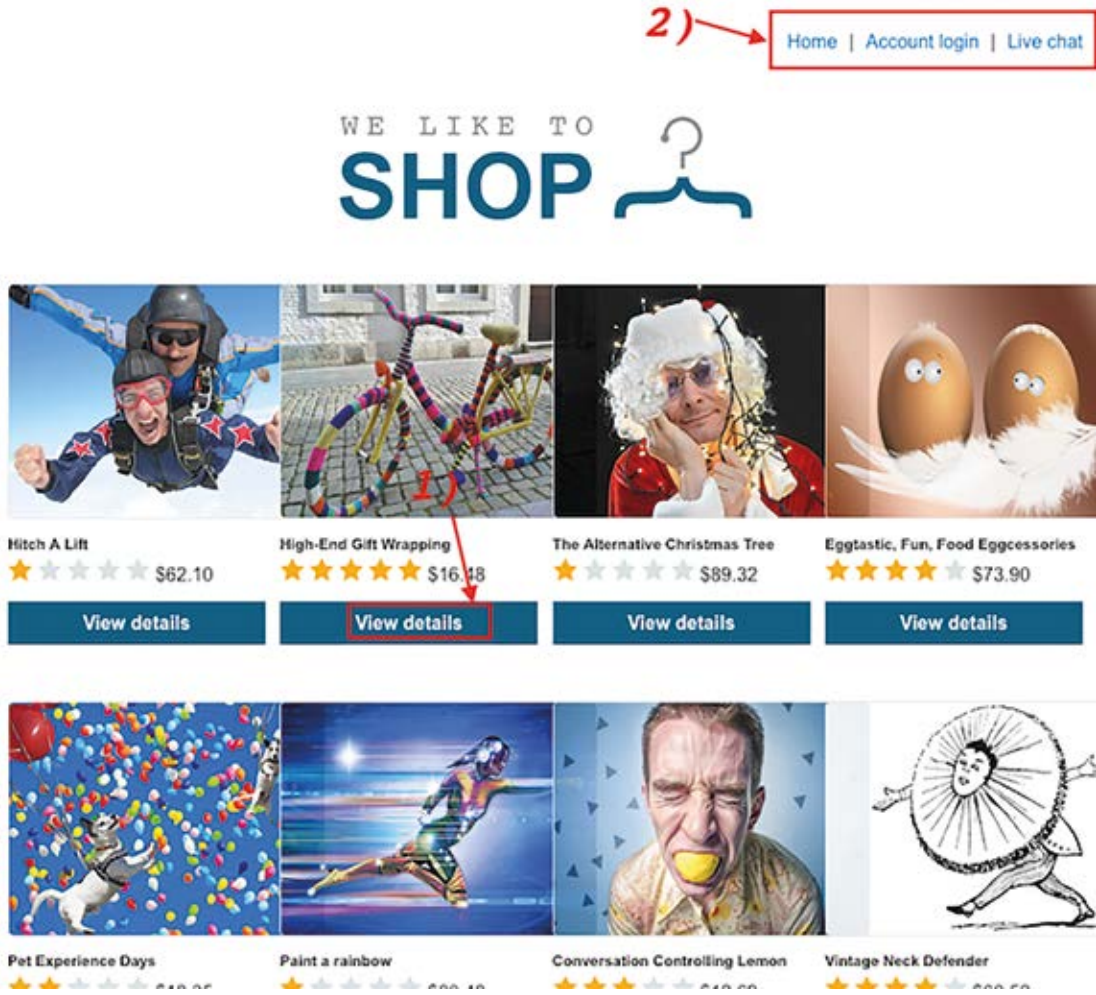 2)
Home | Account login | Live chat
WE LIKE TO
SHOP
1)
Hitch A Lift
$62.10
View details
High-End Gift Wrapping
$16.48
View details
The Alternative Christmas Tree
$89.32
View details
Eggtastic, Fun, Food Eggcessories
$73.90
View details
Pet Experience Days
Paint a rainbow
Conversation Controlling Lemon
Vintage Neck Defender